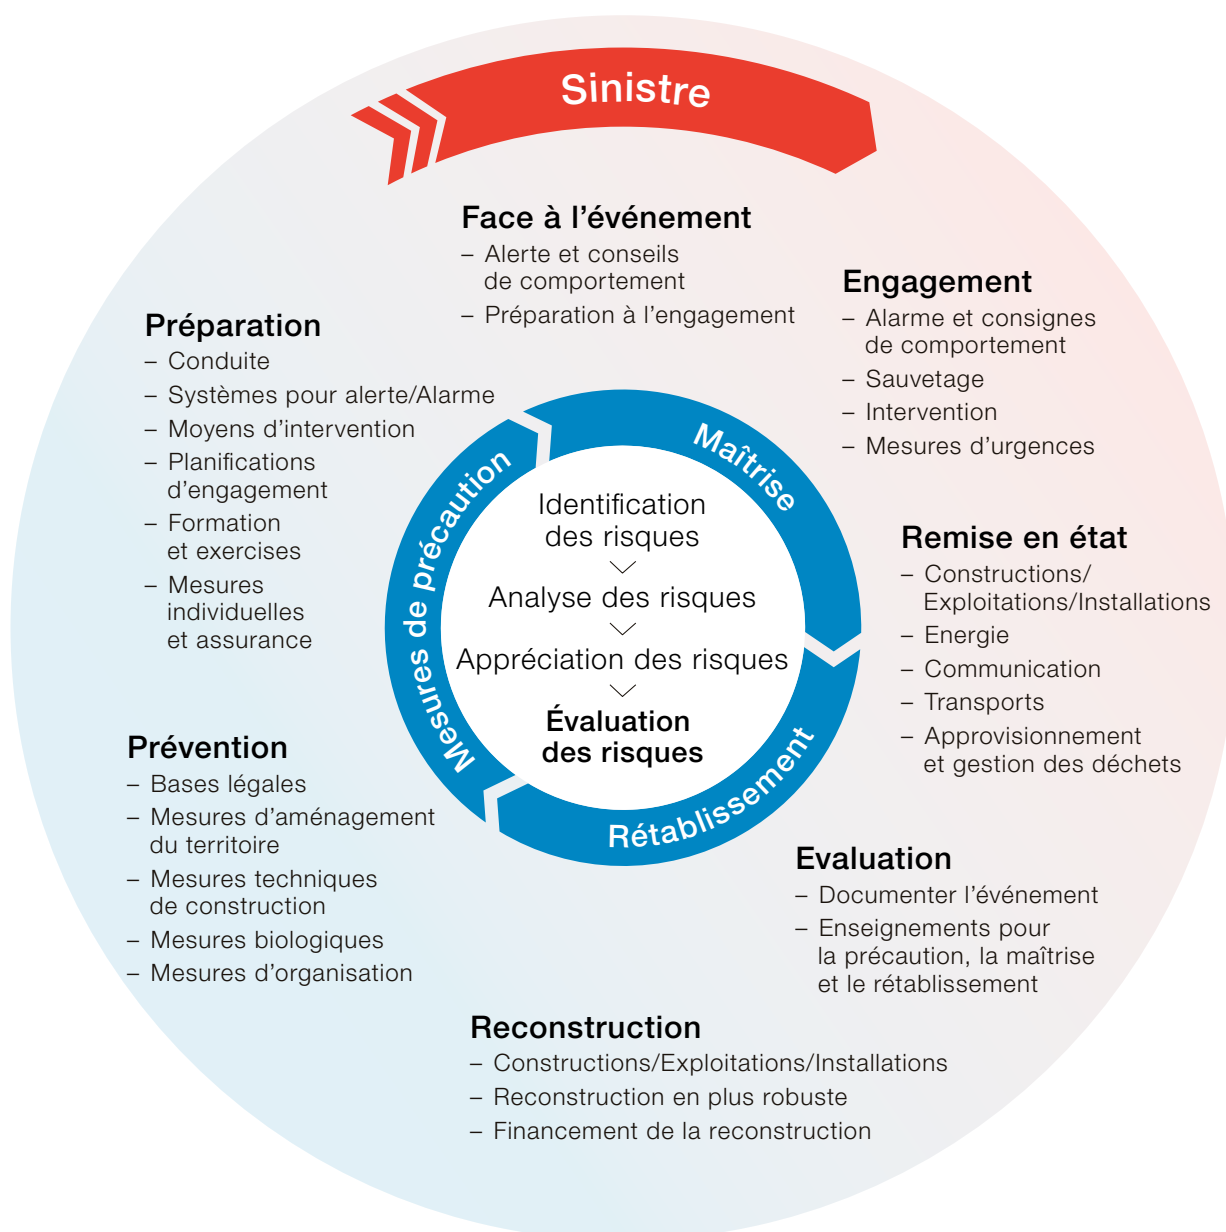 Sinistre
Face à l’événement
– Alerte et conseils
de comportement
– Préparation à l’engagement
Engagement
– Alarme et consignes
de comportement
– Sauvetage
– Intervention
– Mesures d’urgences
Préparation
– Conduite
– Systèmes pour alerte/Alarme
– Moyens d’intervention
– Planifications
d’engagement
– Formation
et exercises
– Mesures
individuelles
et assurance
Mesures de précaution
Maîtrise
Rétablissement
Identification
des risques
Analyse des risques
Appréciation des risques
Évaluation
des risques
Remise en état
– Constructions/
Exploitations/Installations
– Energie
– Communication
– Transports
– Approvisionnement
et gestion des déchets
Prévention
– Bases légales
– Mesures d’aménagement
du territoire
– Mesures techniques
de construction
– Mesures biologiques
– Mesures d’organisation
Evaluation
– Documenter l’événement
– Enseignements pour
la précaution, la maîtrise
et le rétablissement
Reconstruction
– Constructions/Exploitations/Installations
– Reconstruction en plus robuste
– Financement de la reconstruction